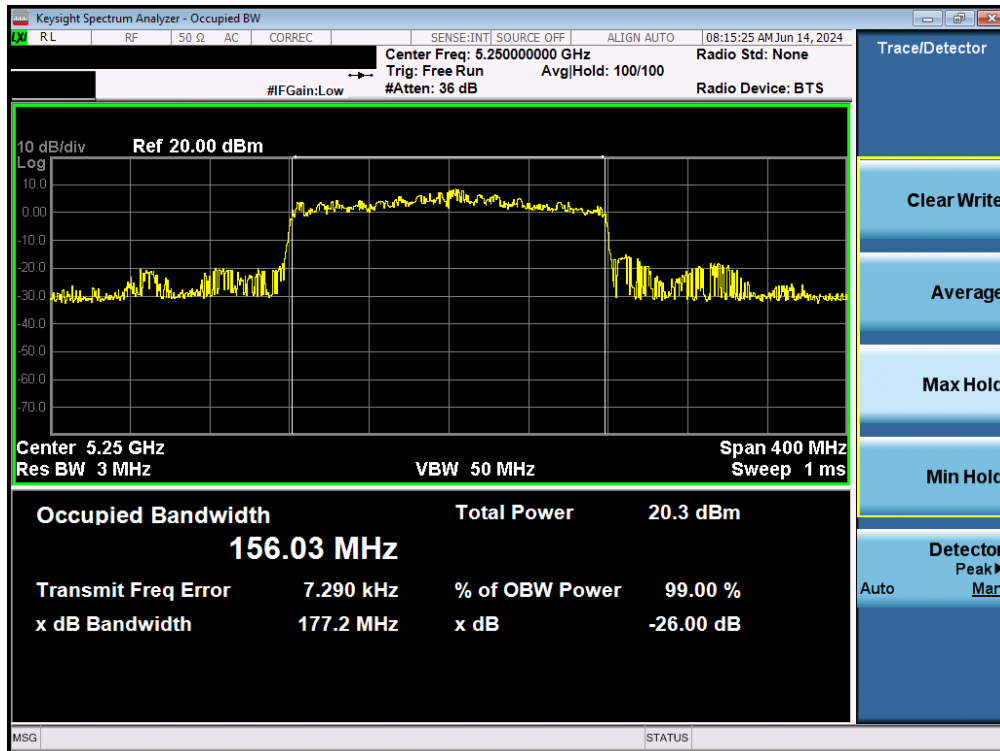 Keysight Spectrum Analyzer - Occupied BW
LXI RL RF 50 Ω AC CORREC SENSE:INT SOURCE OFF ALIGN AUTO 08:15:25 AM Jun 14, 2024
Center Freq: 5.250000000 GHz Radio Std: None
Trig: Free Run Avg|Hold: 100/100
#IFGain:Low #Atten: 36 dB Radio Device: BTS
Trace/Detector
10 dB/div Ref 20.00 dBm
Log
10.0
0.00
-10.0
-20.0
-30.0
-40.0
-50.0
-60.0
-70.0
Center 5.25 GHz Span 400 MHz
Res BW 3 MHz VBW 50 MHz Sweep 1 ms
Occupied Bandwidth Total Power 20.3 dBm
156.03 MHz
Transmit Freq Error 7.290 kHz % of OBW Power 99.00 %
x dB Bandwidth 177.2 MHz x dB -26.00 dB
Clear Write
Average
Max Hold
Min Hold
Detector
Peak
Auto Man
MSG STATUS